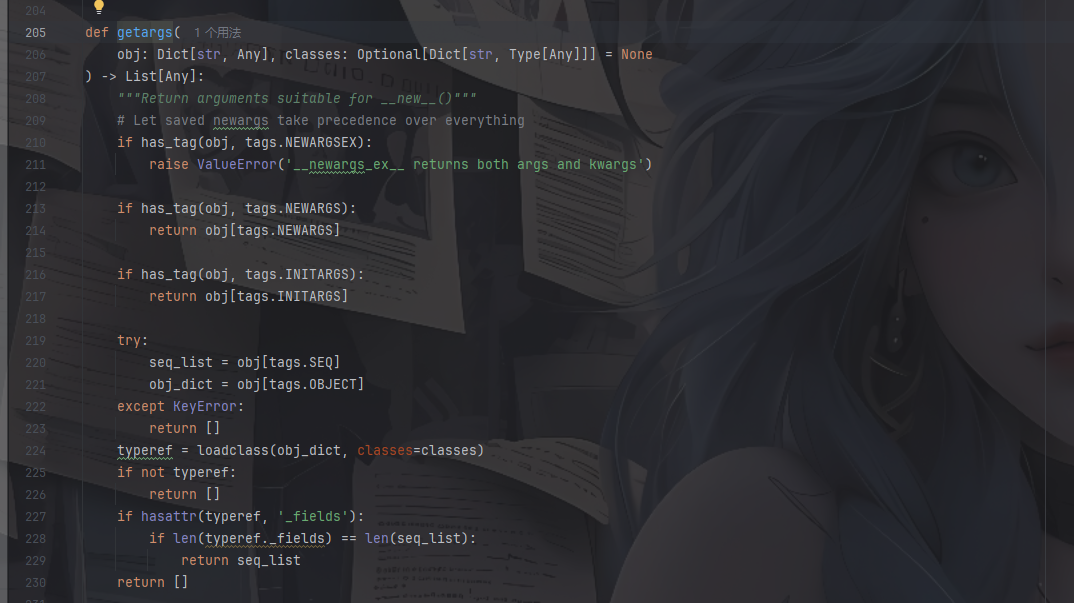 204
205 def getargs( 1 个用法
206 obj: Dict[str, Any], classes: Optional[Dict[str, Type[Any]]] = None
207 ) -> List[Any]:
208 """Return arguments suitable for __new__()"""
209 # Let saved newargs take precedence over everything
210 if has_tag(obj, tags.NEWARGSEX):
211 raise ValueError('__newargs_ex__ returns both args and kwargs')
212
213 if has_tag(obj, tags.NEWARGS):
214 return obj[tags.NEWARGS]
215
216 if has_tag(obj, tags.INITARGS):
217 return obj[tags.INITARGS]
218
219 try:
220 seq_list = obj[tags.SEQ]
221 obj_dict = obj[tags.OBJECT]
222 except KeyError:
223 return []
224 typeref = loadclass(obj_dict, classes=classes)
225 if not typeref:
226 return []
227 if hasattr(typeref, '_fields'):
228 if len(typeref._fields) == len(seq_list):
229 return seq_list
230 return []